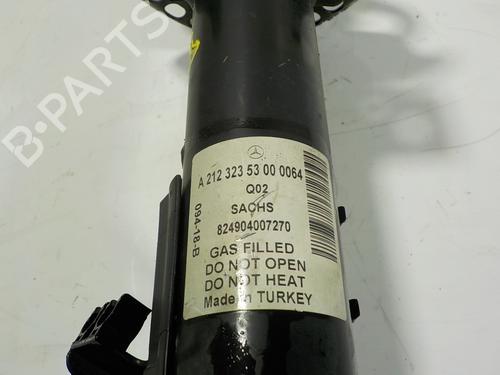 B-PARTS
A 212 323 53 00 0064
Q02
SACHS
824904007270
GAS FILLED
DO NOT OPEN
DO NOT HEAT
Made in TURKEY
094-18-B